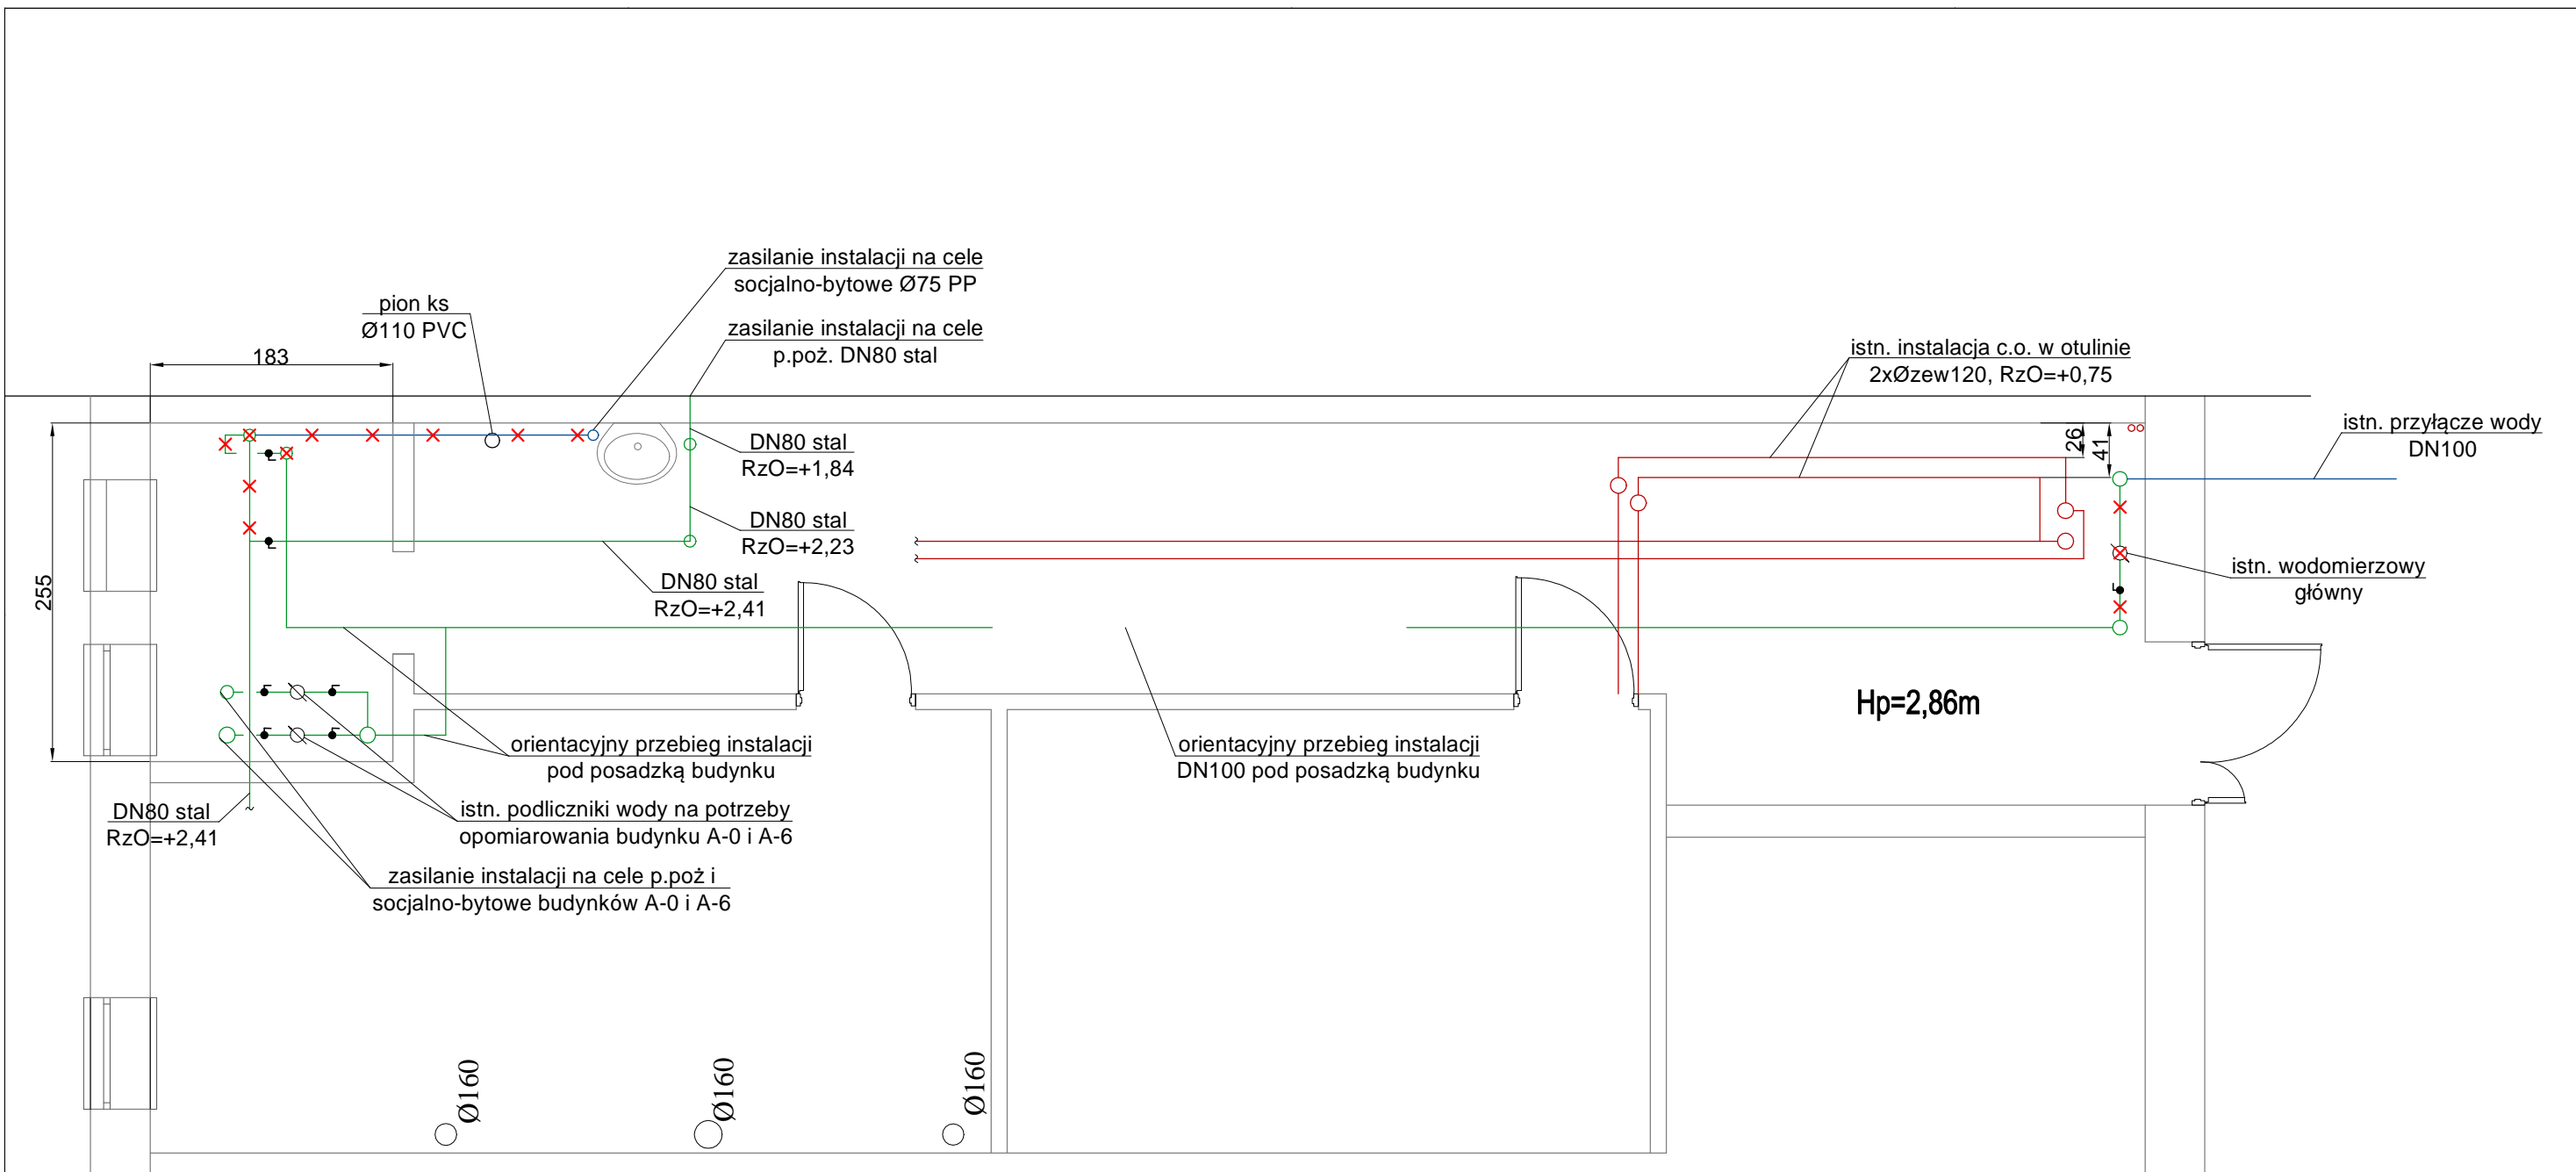 zasilanie instalacji na cele
socjalno-bytowe Ø75 PP
pion ks
Ø110 PVC
zasilanie instalacji na cele
p.poż. DN80 stal
183
istn. instalacja c.o. w otulinie
2xØzew120, RzO=+0,75
istn. przyłącze wody
DN100
26
41
DN80 stal
RzO=+1,84
DN80 stal
RzO=+2,23
DN80 stal
RzO=+2,41
255
istn. wodomierzowy
główny
Hp=2,86m
orientacyjny przebieg instalacji
pod posadzką budynku
orientacyjny przebieg instalacji
DN100 pod posadzką budynku
DN80 stal
RzO=+2,41
istn. podliczniki wody na potrzeby
opomiarowania budynku A-0 i A-6
zasilanie instalacji na cele p.poż i
socjalno-bytowe budynków A-0 i A-6
Ø160
Ø160
Ø160